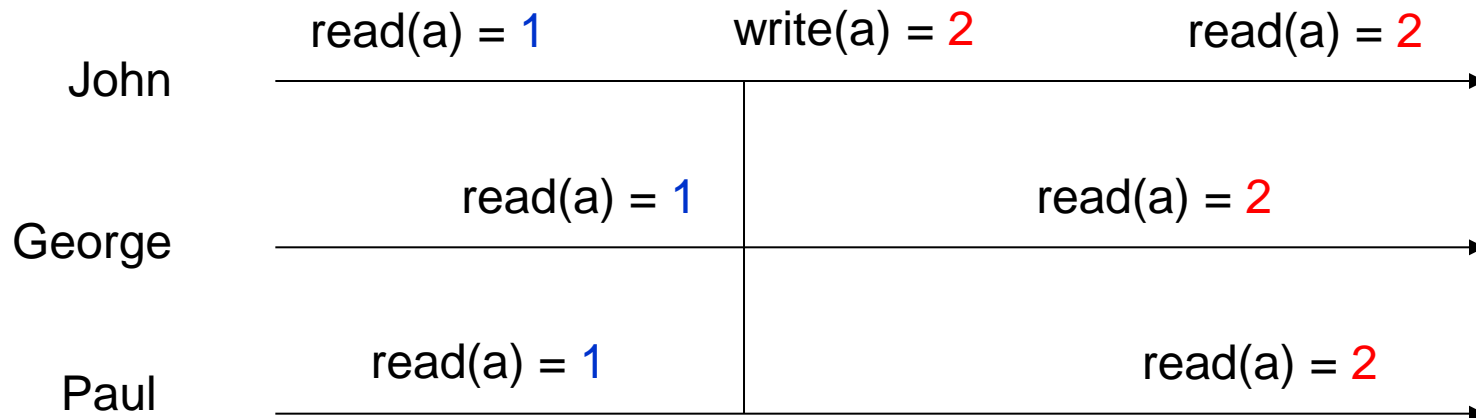 read(a) = 1 write(a) = 2 read(a) = 2
John
read(a) = 1 read(a) = 2
George
read(a) = 1 read(a) = 2
Paul